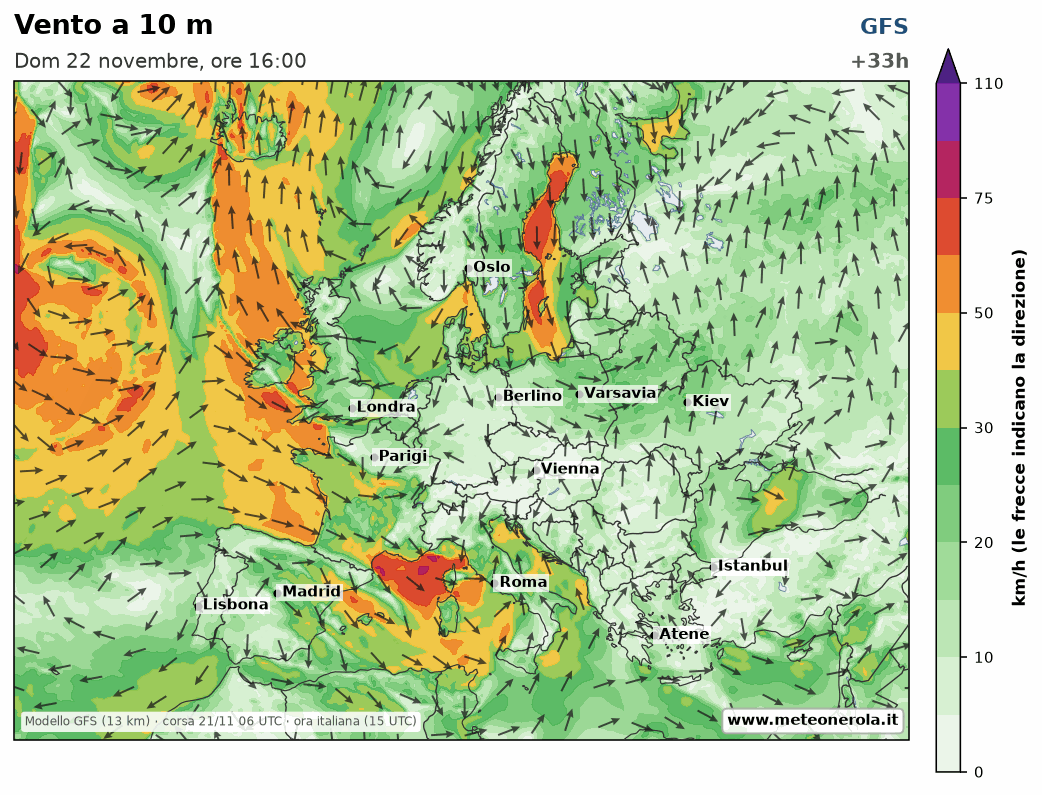 Vento a 10 m
GFS
Dom 22 novembre, ore 16:00
+33h
110
75
50
30
20
10
0
km/h (le frecce indicano la direzione)
Oslo
Londra
Berlino
Varsavia
Kiev
Parigi
Vienna
Istanbul
Roma
Madrid
Lisbona
Atene
Modello GFS (13 km) · corsa 21/11 06 UTC · ora italiana (15 UTC)
www.meteonerola.it